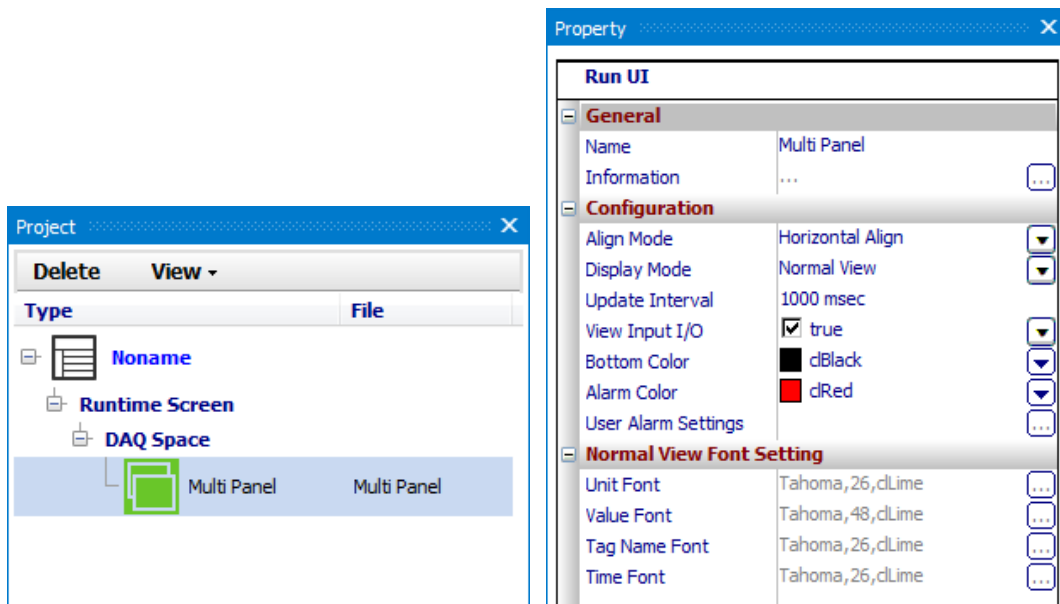 Project
Delete View
Type File
Noname
Runtime Screen
DAQ Space
Multi Panel Multi Panel
Property
Run UI
General
Name Multi Panel
Information ...
Configuration
Align Mode Horizontal Align
Display Mode Normal View
Update Interval 1000 msec
View Input I/O true
Bottom Color clBlack
Alarm Color clRed
User Alarm Settings
Normal View Font Setting
Unit Font Tahoma,26,clLime
Value Font Tahoma,48,clLime
Tag Name Font Tahoma,26,clLime
Time Font Tahoma,26,clLime